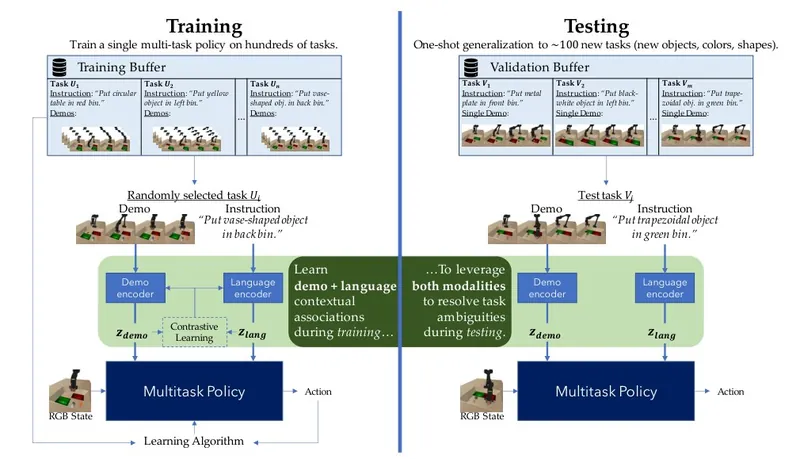 Training
Train a single multi-task policy on hundreds of tasks.
Training Buffer
Task U₁
Instruction: “Put circular
table in red bin.”
Demos:
Task U₂
Instruction: “Put yellow
object in left bin.”
Demos:
...
Task Uₙ
Instruction: “Put vase-
shaped obj. in back bin.”
Demos:
Randomly selected task Uᵢ
Demo
Instruction
“Put vase-shaped object
in back bin.”
Demo
encoder
Language
encoder
Contrastive
Learning
z_demo
z_lang
Learn
demo + language
contextual
associations
during training…
Multitask Policy
RGB State
Action
Learning Algorithm
Testing
One-shot generalization to ~100 new tasks (new objects, colors, shapes).
Validation Buffer
Task V₁
Instruction: “Put metal
plate in front bin.”
Single Demo:
Task V₂
Instruction: “Put black-
white object in left bin.”
Single Demo:
...
Task Vₘ
Instruction: “Put trape-
zoidal obj. in green bin.”
Single Demo:
Test task Vⱼ
Demo
Instruction
“Put trapezoidal object
in green bin.”
…To leverage
both modalities
to resolve task
ambiguities
during testing.
Demo
encoder
Language
encoder
z_demo
z_lang
Multitask Policy
RGB State
Action